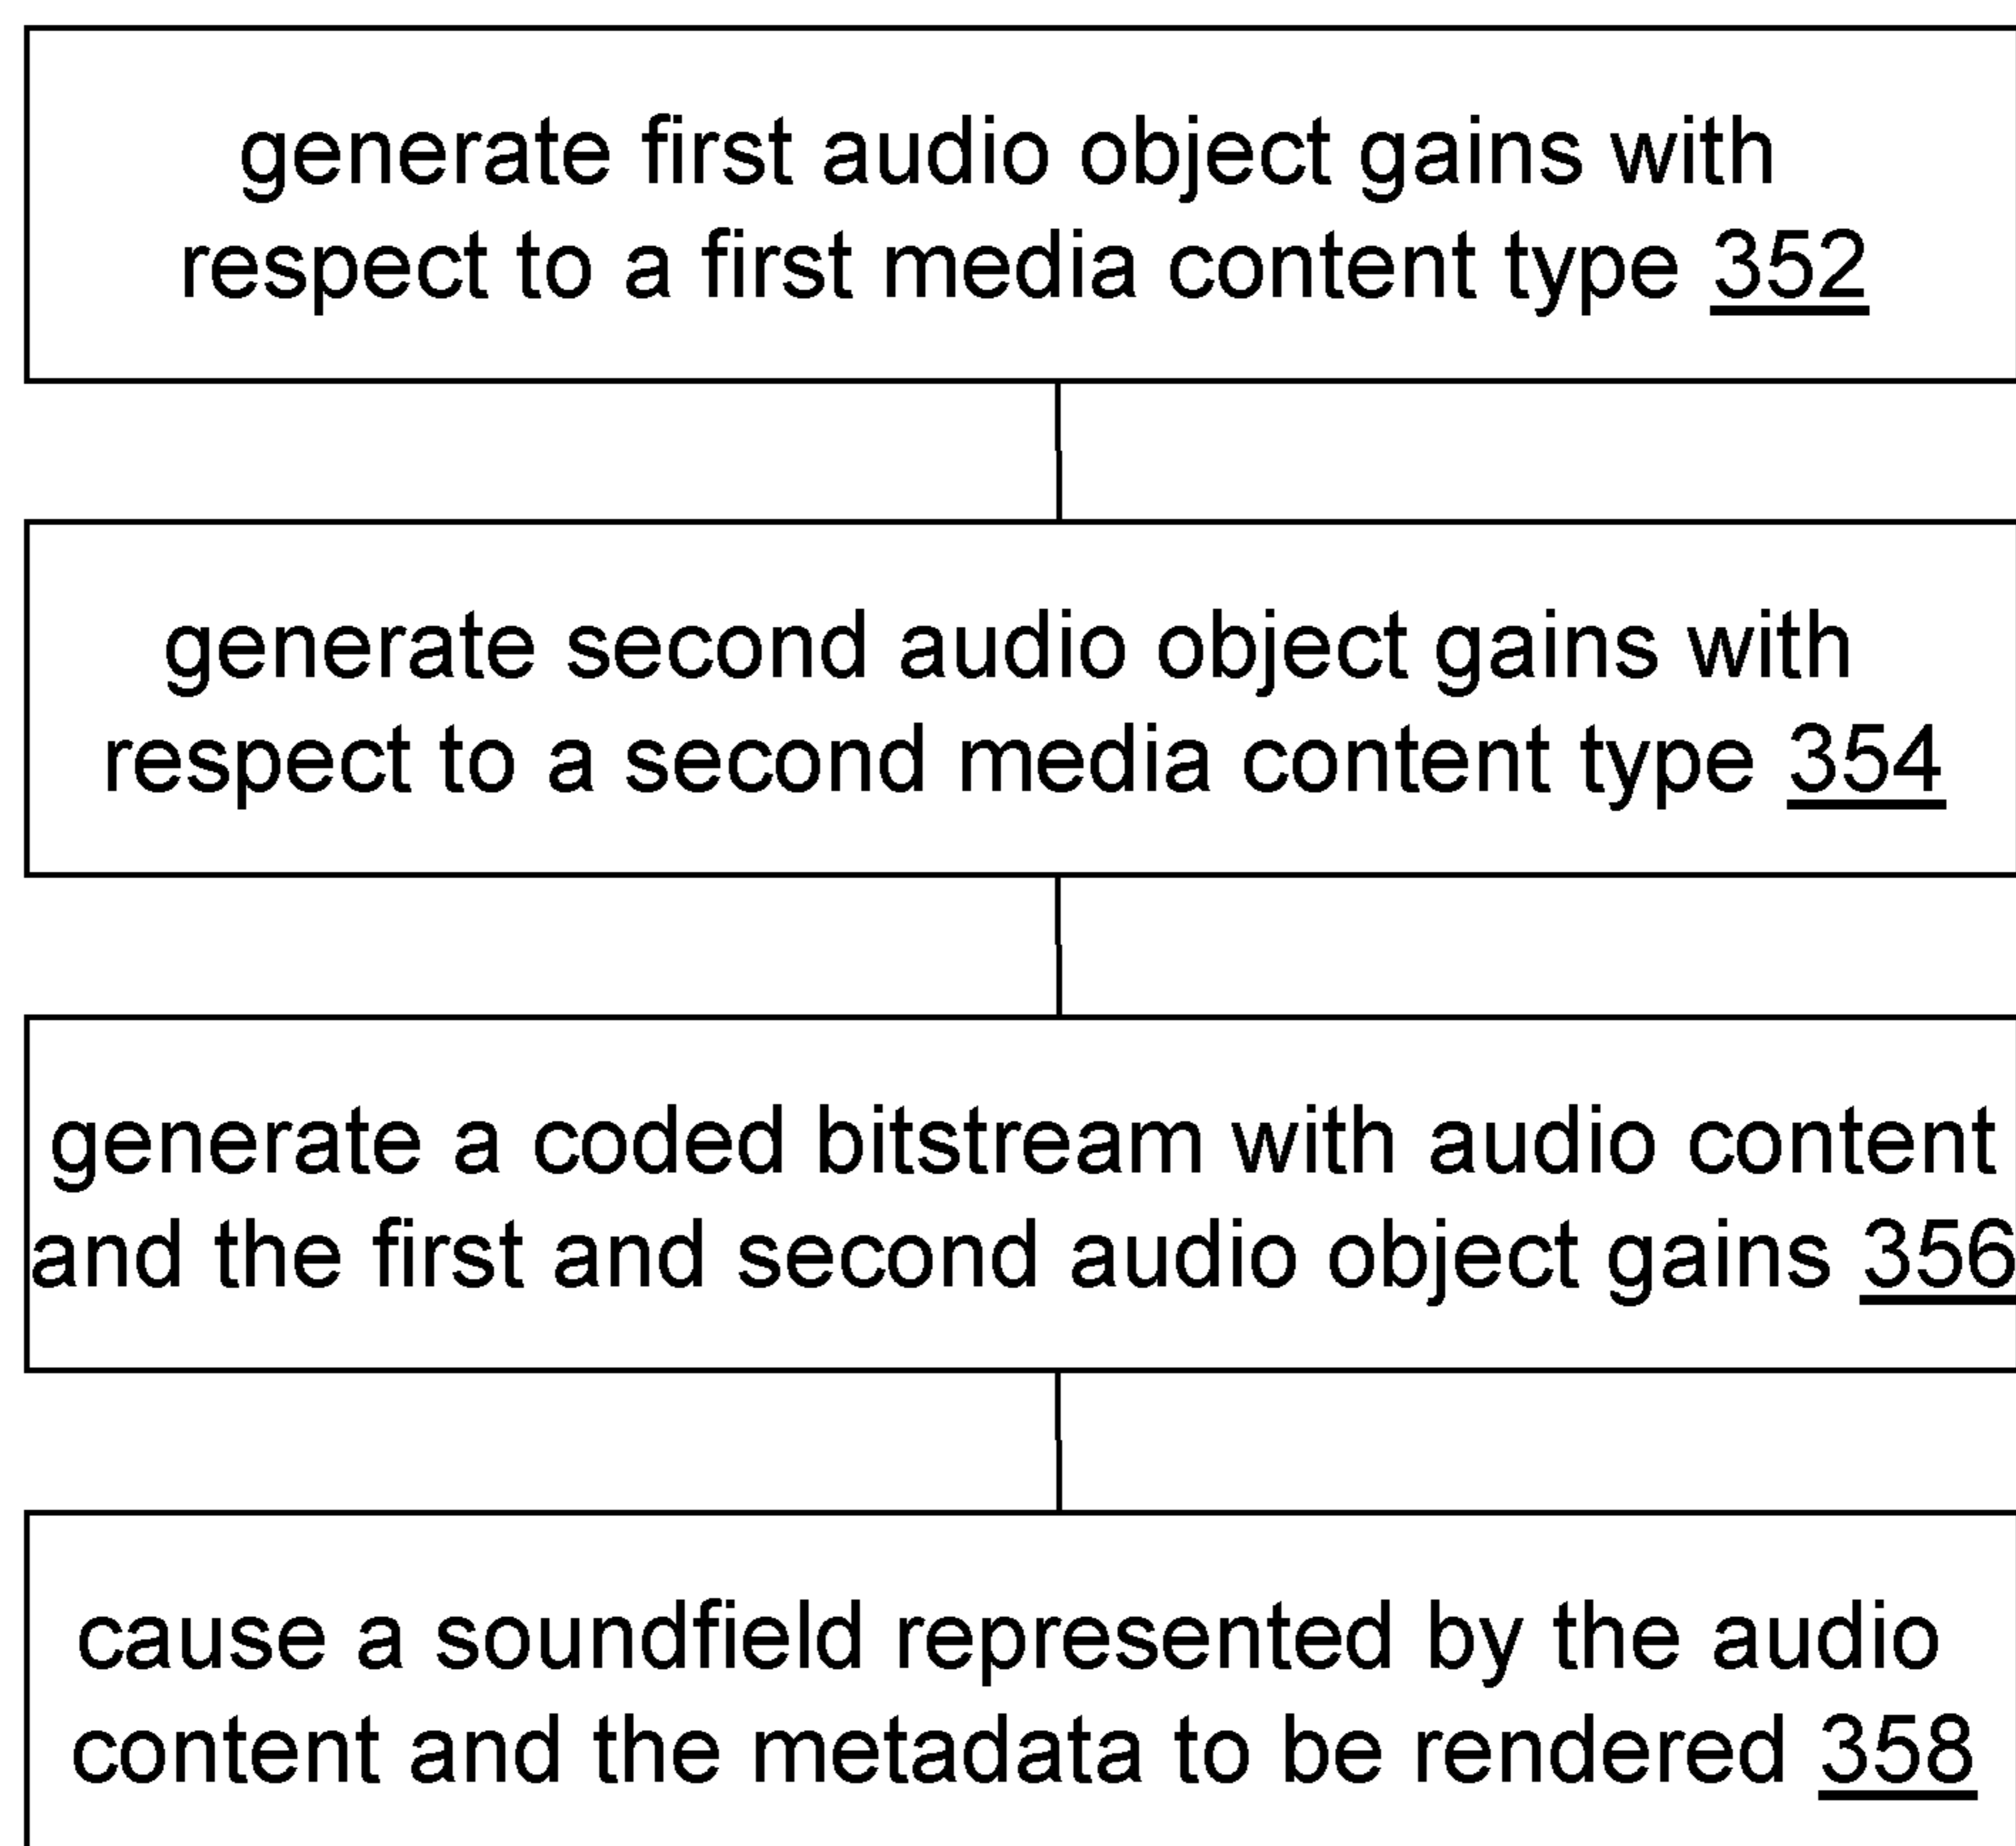 generate first audio object gains with
respect to a first media content type 352
generate second audio object gains with
respect to a second media content type 354
generate a coded bitstream with audio content
and the first and second audio object gains 356
cause a soundfield represented by the audio
content and the metadata to be rendered 358